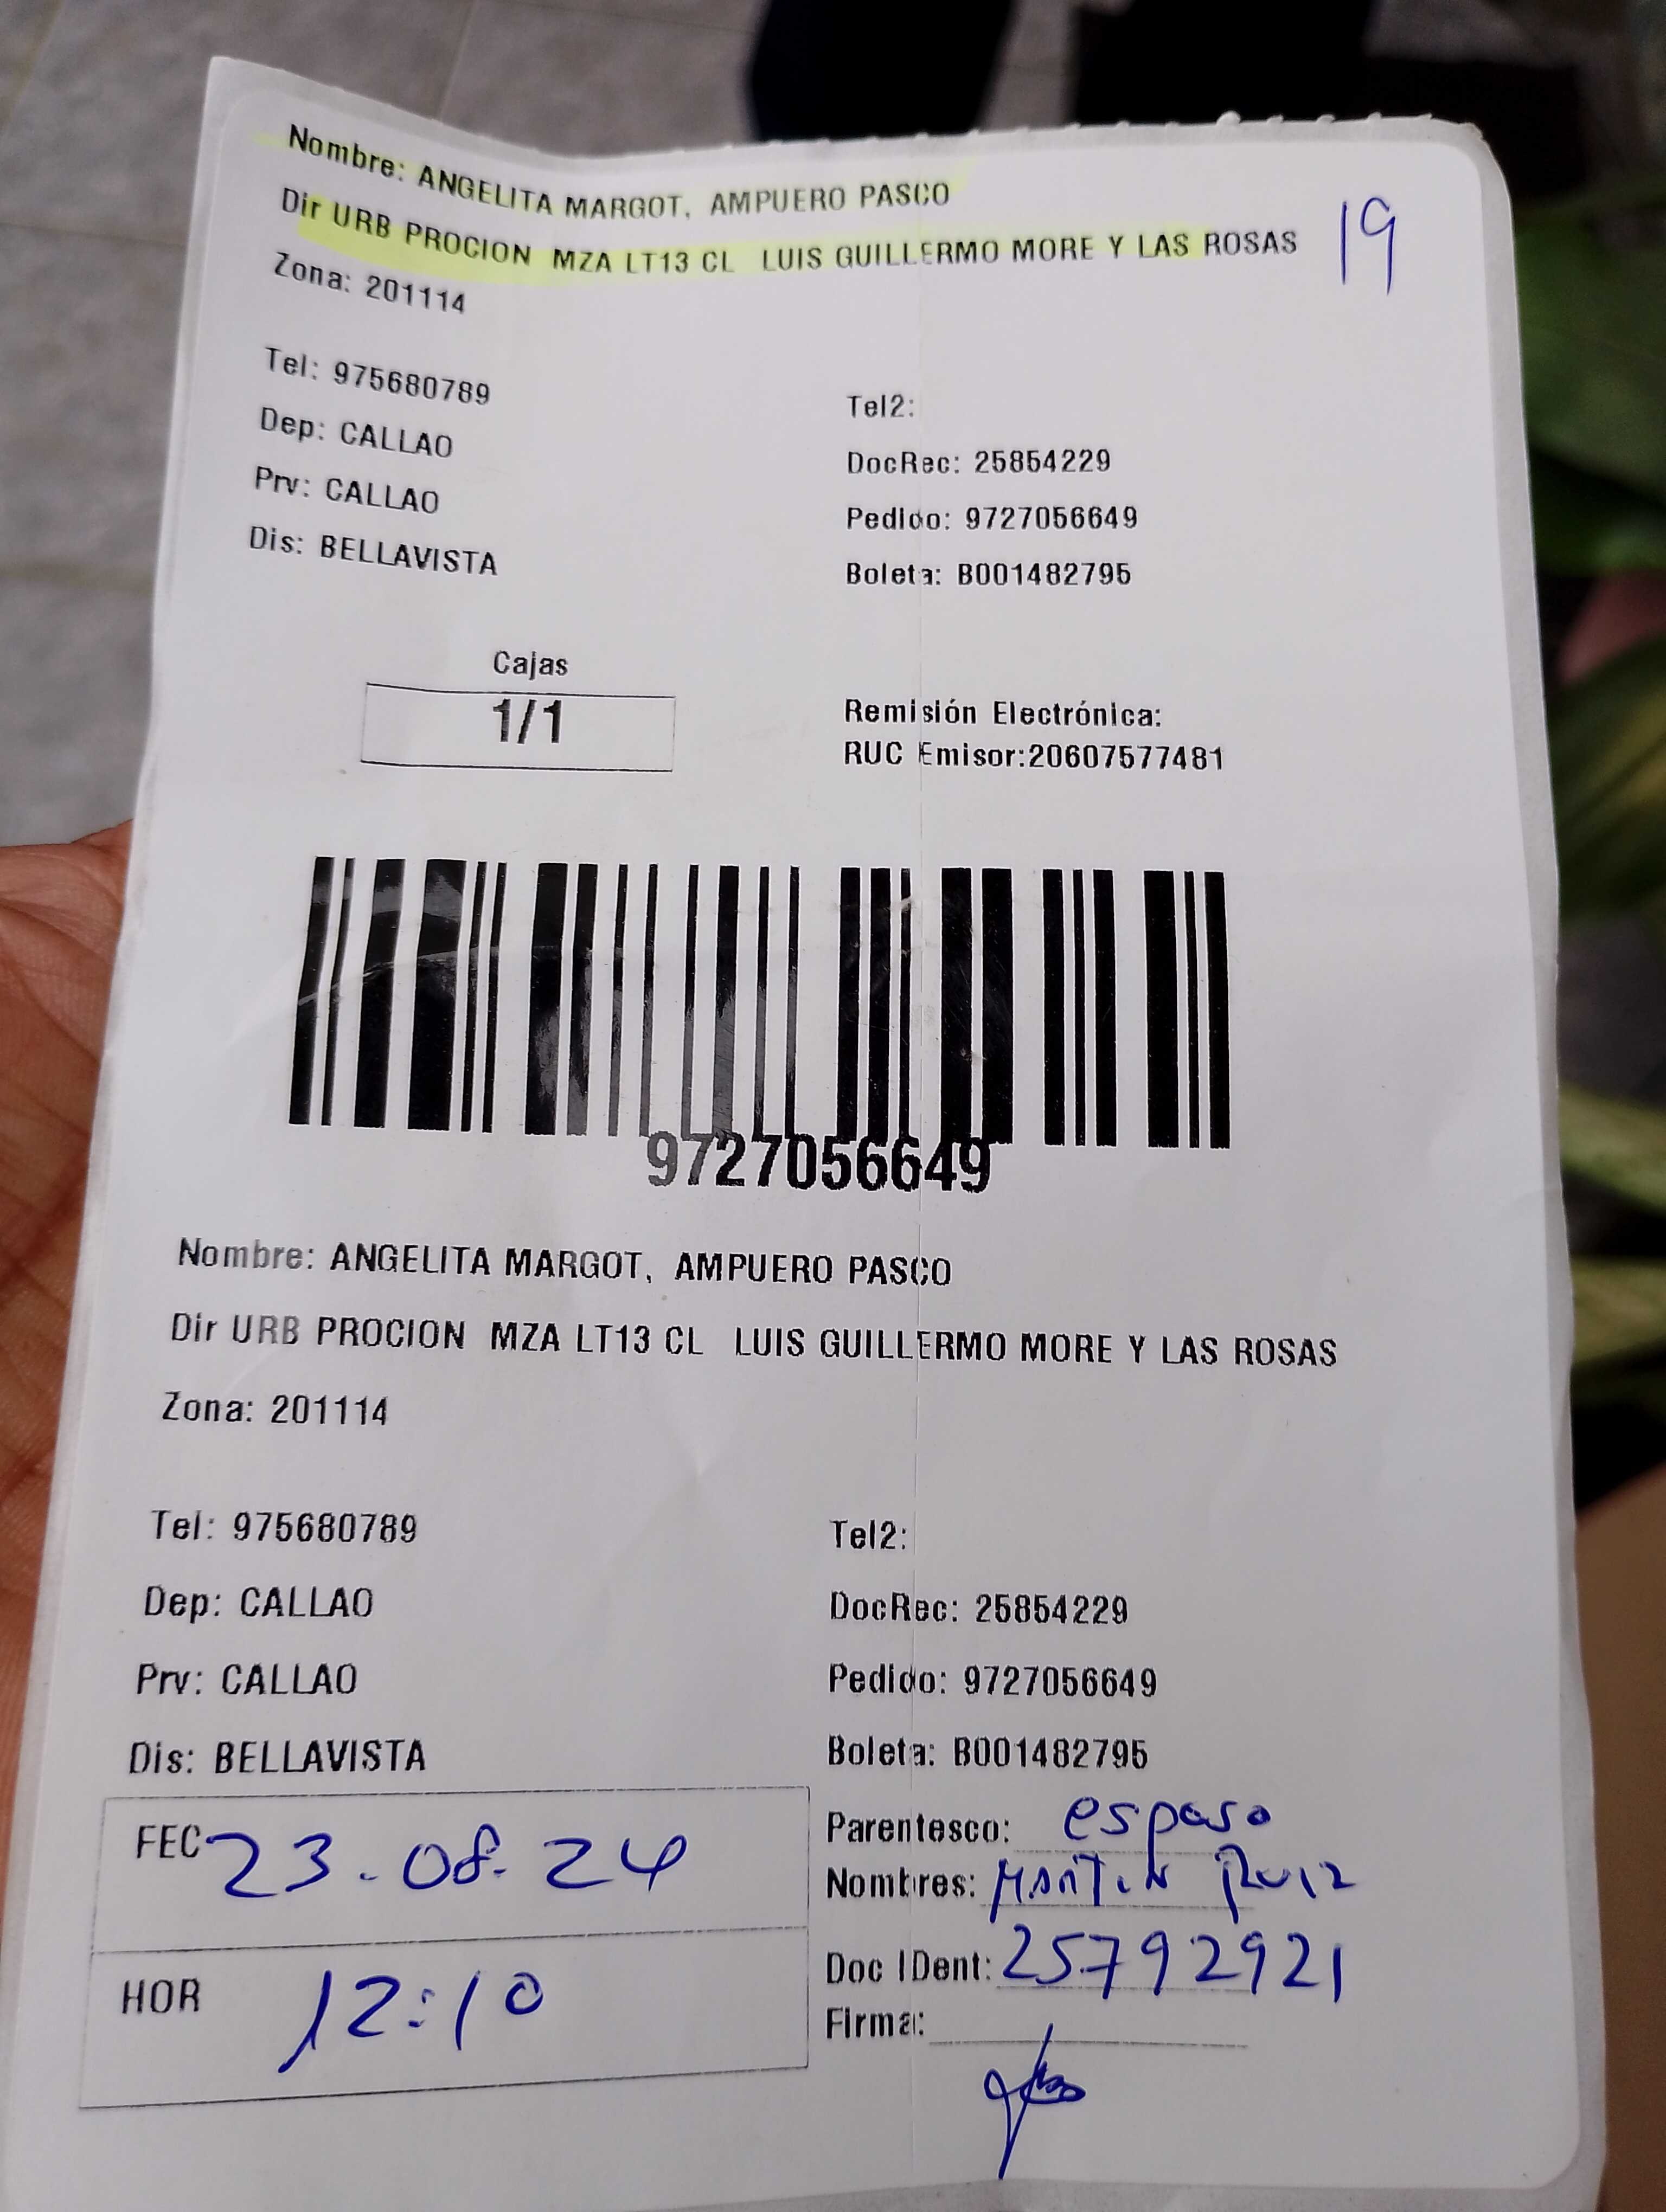 Nombre: ANGELITA MARGOT, AMPUERO PASCO
Dir URB PROCION MZA LT13 CL LUIS GUILLERMO MORE Y LAS ROSAS
19
Zona: 201114
Tel: 975680789
Tel2:
Dep: CALLAO
DocRec: 25854229
Prv: CALLAO
Pedido: 9727056649
Dis: BELLAVISTA
Boleta: B001482795
Cajas
1/1
Remisión Electrónica:
RUC Emisor:20607577481
9727056649
Nombre: ANGELITA MARGOT, AMPUERO PASCO
Dir URB PROCION MZA LT13 CL LUIS GUILLERMO MORE Y LAS ROSAS
Zona: 201114
Tel: 975680789
Tel2:
Dep: CALLAO
DocRec: 25854229
Prv: CALLAO
Pedido: 9727056649
Dis: BELLAVISTA
Boleta: B001482795
FEC 23.08.24
Parentesco: esposo
Nombres: MARTIN RUIZ
HOR 12:10
Doc IDent: 25792921
Firma: